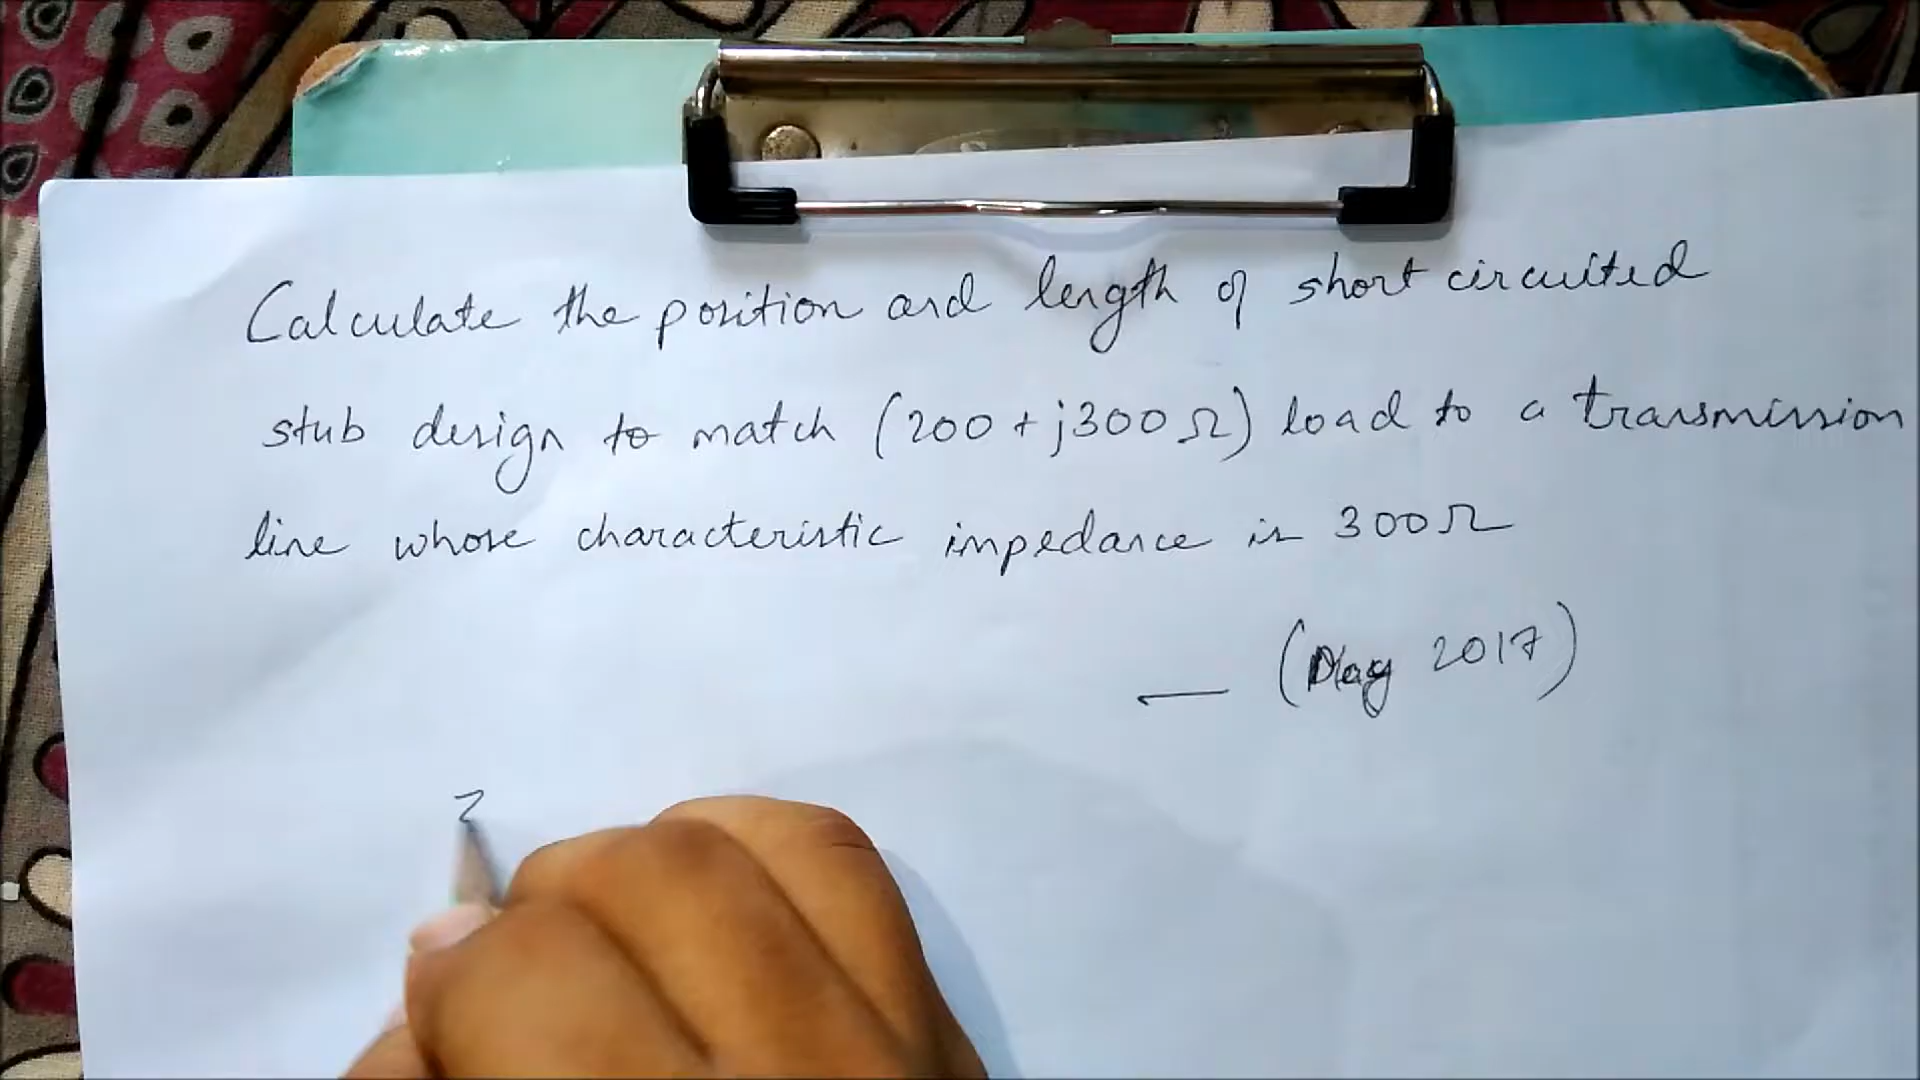 Calculate the position and length of short circuited
stub design to match (200 + j300 Ω) load to a transmission
line whose characteristic impedance is 300 Ω
— (May 2017)
Z